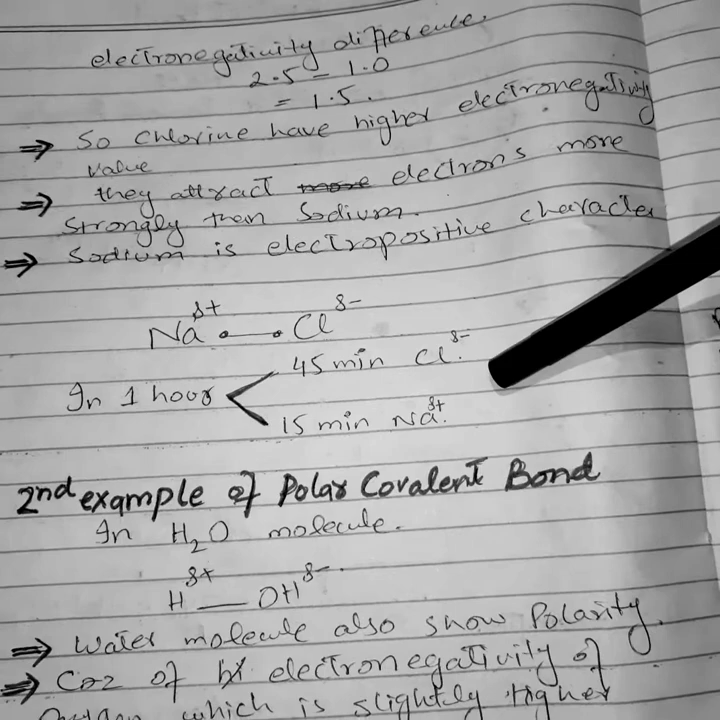 electronegativity difference.
2.5 - 1.0
= 1.5.
⇒ So chlorine have higher electronegativity
value
⇒ they attract more electron's more
strongly than Sodium.
⇒ Sodium is electropositive character
Na δ+ •—• Cl δ-
In 1 hour < 45 min Cl δ-.
15 min Na δ+.
2nd example of Polar Covalent Bond
In H2O molecule.
H δ+ — OH δ-.
⇒ Water molecule also show Polarity.
⇒ Coz of electronegativity of
Oxygen which is slightly higher